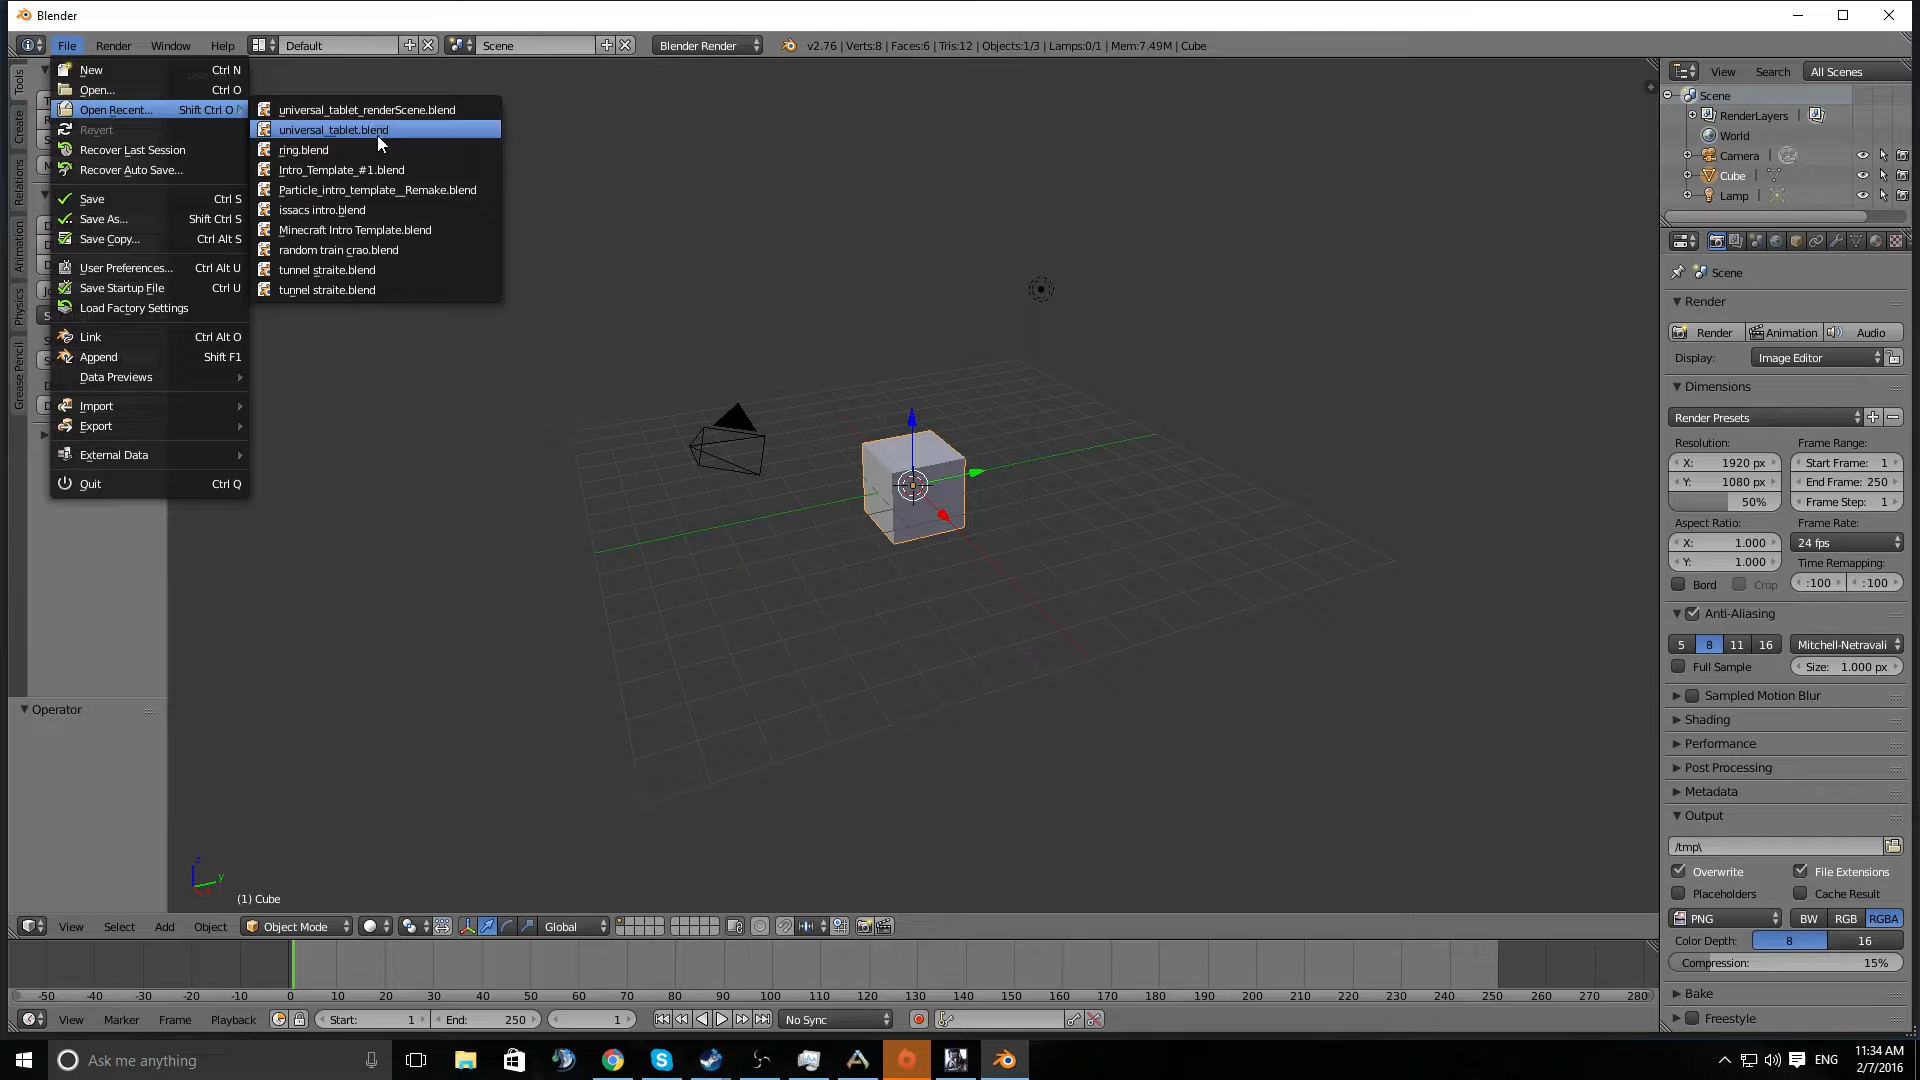 Blender
File Render Window Help Default Scene Blender Render v2.76 | Verts:8 | Faces:6 | Tris:12 | Objects:1/3 | Lamps:0/1 | Mem:7.49M | Cube
New Ctrl N
Open... Ctrl O
Open Recent... Shift Ctrl O
Revert
Recover Last Session
Recover Auto Save...
Save Ctrl S
Save As... Shift Ctrl S
Save Copy... Ctrl Alt S
User Preferences... Ctrl Alt U
Save Startup File Ctrl U
Load Factory Settings
Link Ctrl Alt O
Append Shift F1
Data Previews
Import
Export
External Data
Quit Ctrl Q
universal_tablet_renderScene.blend
universal_tablet.blend
ring.blend
Intro_Template_#1.blend
Particle_intro_template__Remake.blend
issacs intro.blend
Minecraft Intro Template.blend
random train crao.blend
tunnel straite.blend
tunnel straite.blend
Tools
Create
Relations
Animation
Physics
Grease Pencil
Operator
z
y
(1) Cube
View Select Add Object Object Mode Global
-50 -40 -30 -20 -10 0 10 20 30 40 50 60 70 80 90 100 110 120 130 140 150 160 170 180 190 200 210 220 230 240 250 260 270 280
View Marker Frame Playback Start: 1 End: 250 1 No Sync
View Search All Scenes
Scene
RenderLayers
World
Camera
Cube
Lamp
Scene
Render
Render Animation Audio
Display: Image Editor
Dimensions
Render Presets
Resolution: Frame Range:
X: 1920 px Start Frame: 1
Y: 1080 px End Frame: 250
50% Frame Step: 1
Aspect Ratio: Frame Rate:
X: 1.000 24 fps
Y: 1.000 Time Remapping:
Bord Crop :100 :100
Anti-Aliasing
5 8 11 16 Mitchell-Netravali
Full Sample Size: 1.000 px
Sampled Motion Blur
Shading
Performance
Post Processing
Metadata
Output
/tmp\
Overwrite File Extensions
Placeholders Cache Result
PNG BW RGB RGBA
Color Depth: 8 16
Compression: 15%
Bake
Freestyle
Ask me anything
ENG
11:34 AM
2/7/2016